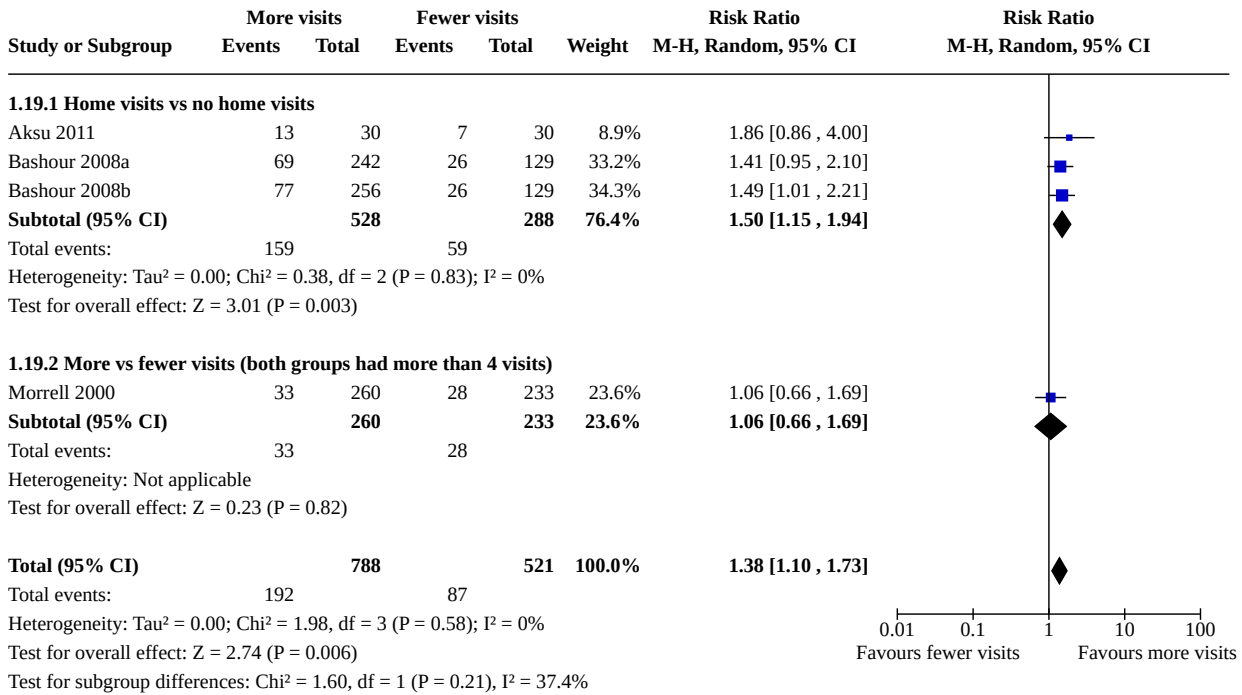 More visits Fewer visits Risk Ratio Risk Ratio
Study or Subgroup Events Total Events Total Weight M-H, Random, 95% CI M-H, Random, 95% CI
1.19.1 Home visits vs no home visits
Aksu 2011 13 30 7 30 8.9% 1.86 [0.86 , 4.00]
Bashour 2008a 69 242 26 129 33.2% 1.41 [0.95 , 2.10]
Bashour 2008b 77 256 26 129 34.3% 1.49 [1.01 , 2.21]
Subtotal (95% CI) 528 288 76.4% 1.50 [1.15 , 1.94]
Total events: 159 59
Heterogeneity: Tau² = 0.00; Chi² = 0.38, df = 2 (P = 0.83); I² = 0%
Test for overall effect: Z = 3.01 (P = 0.003)
1.19.2 More vs fewer visits (both groups had more than 4 visits)
Morrell 2000 33 260 28 233 23.6% 1.06 [0.66 , 1.69]
Subtotal (95% CI) 260 233 23.6% 1.06 [0.66 , 1.69]
Total events: 33 28
Heterogeneity: Not applicable
Test for overall effect: Z = 0.23 (P = 0.82)
Total (95% CI) 788 521 100.0% 1.38 [1.10 , 1.73]
Total events: 192 87
Heterogeneity: Tau² = 0.00; Chi² = 1.98, df = 3 (P = 0.58); I² = 0%
0.01 0.1 1 10 100
Test for overall effect: Z = 2.74 (P = 0.006) Favours fewer visits Favours more visits
Test for subgroup differences: Chi² = 1.60, df = 1 (P = 0.21), I² = 37.4%